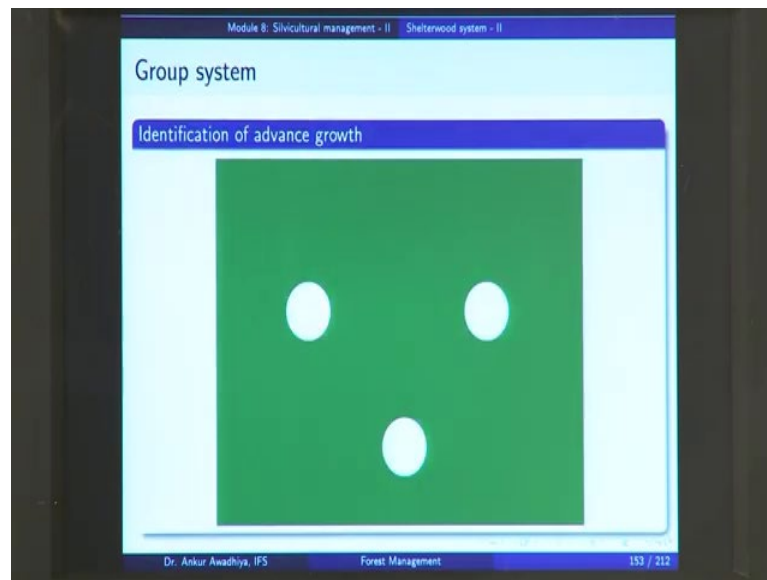 Module 8: Silvicultural management - II Shelterwood system - II
Group system
Identification of advance growth
Dr. Ankur Awadhiya, IFS Forest Management 153 / 212